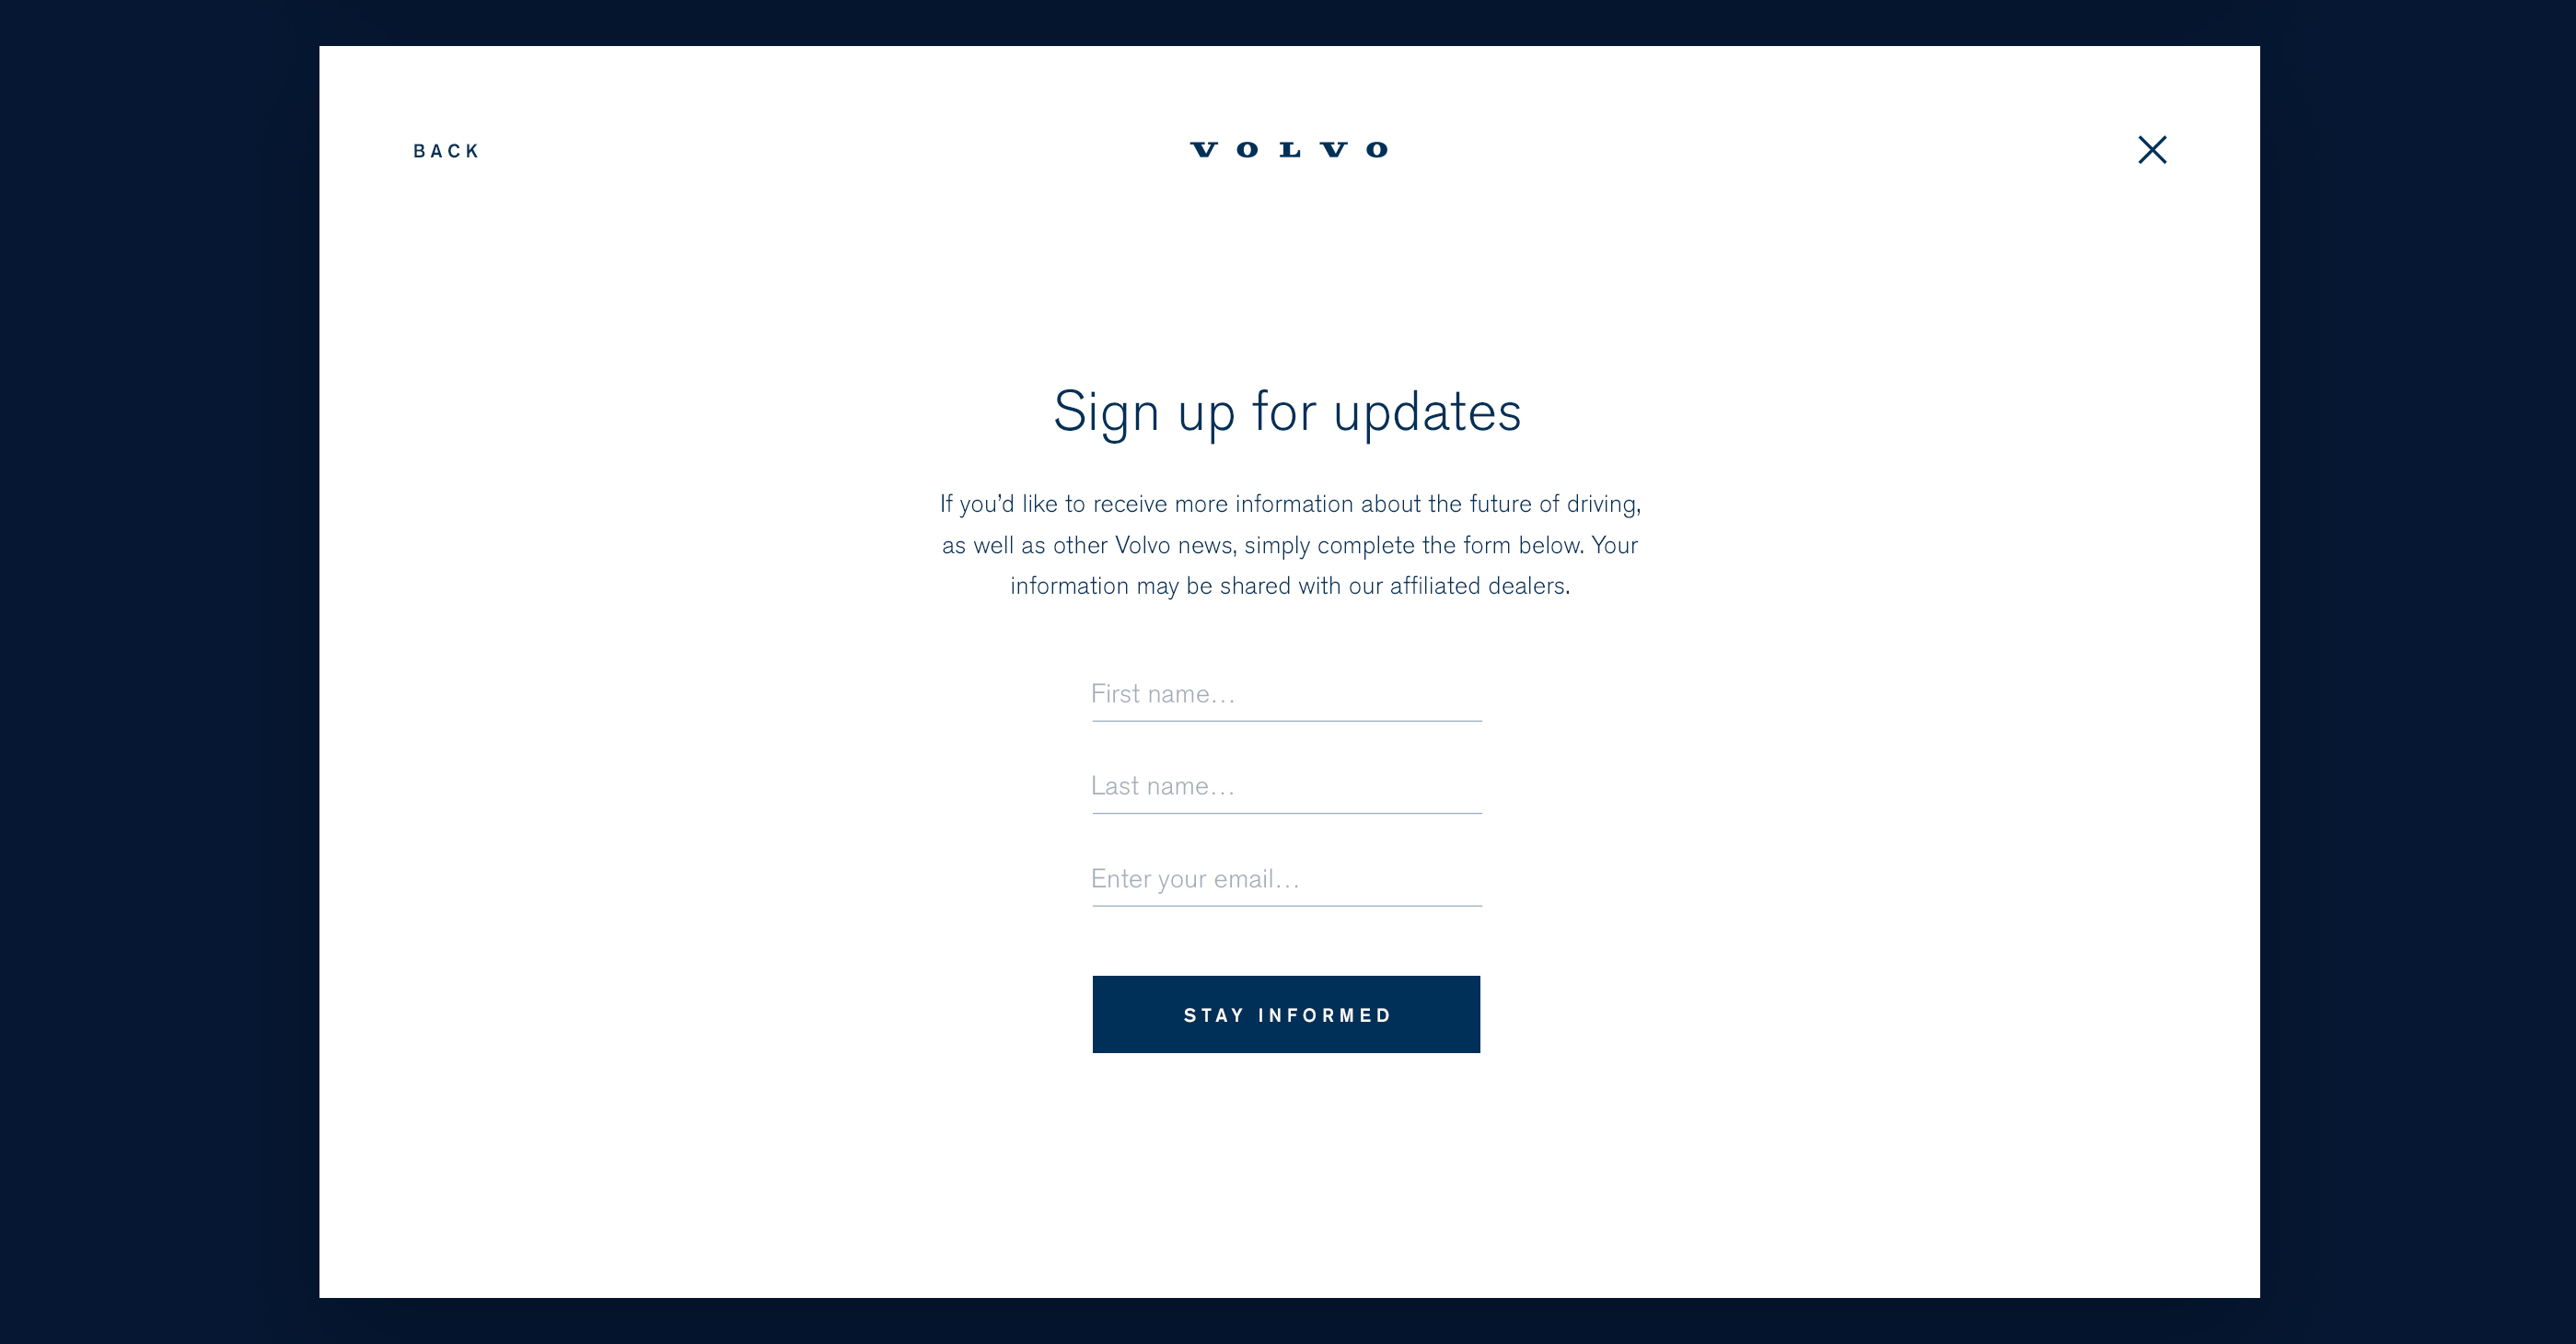 BACK
VOLVO
Sign up for updates
If you’d like to receive more information about the future of driving,
as well as other Volvo news, simply complete the form below. Your
information may be shared with our affiliated dealers.
First name...
Last name...
Enter your email...
STAY INFORMED